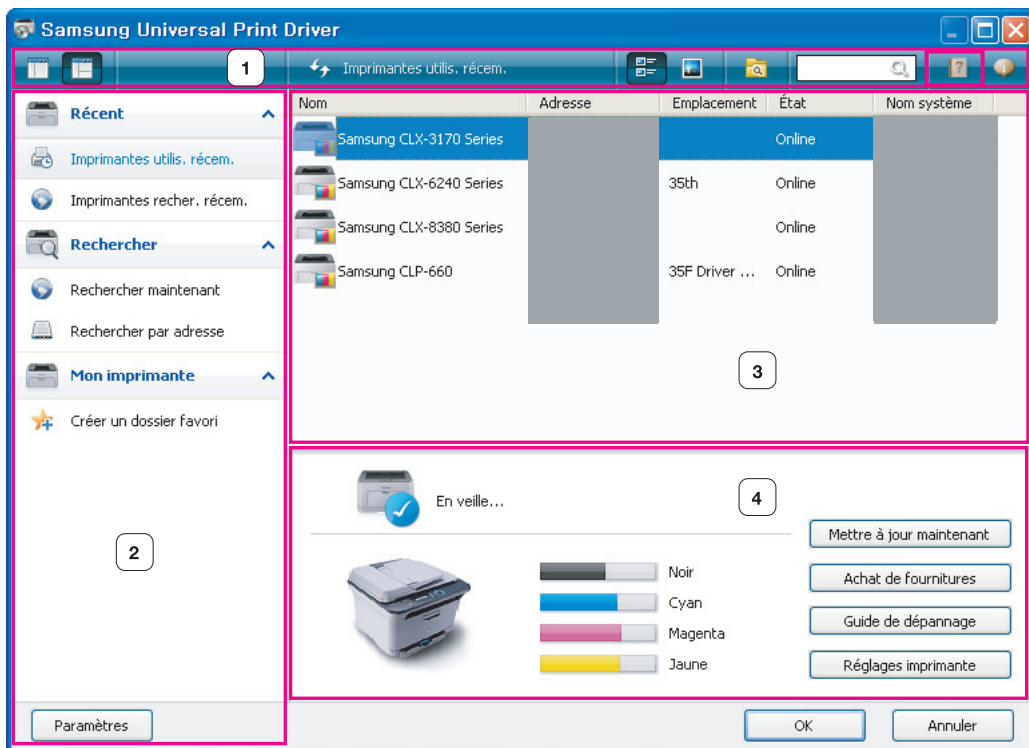 Samsung Universal Print Driver
1
Imprimantes utilis. récem.
?
Récent
Imprimantes utilis. récem.
Imprimantes recher. récem.
Rechercher
Rechercher maintenant
Rechercher par adresse
Mon imprimante
Créer un dossier favori
2
Paramètres
Nom Adresse Emplacement État Nom système
Samsung CLX-3170 Series Online
Samsung CLX-6240 Series 35th Online
Samsung CLX-8380 Series Online
Samsung CLP-660 35F Driver ... Online
3
En veille...
4
Noir
Cyan
Magenta
Jaune
Mettre à jour maintenant
Achat de fournitures
Guide de dépannage
Réglages imprimante
OK Annuler